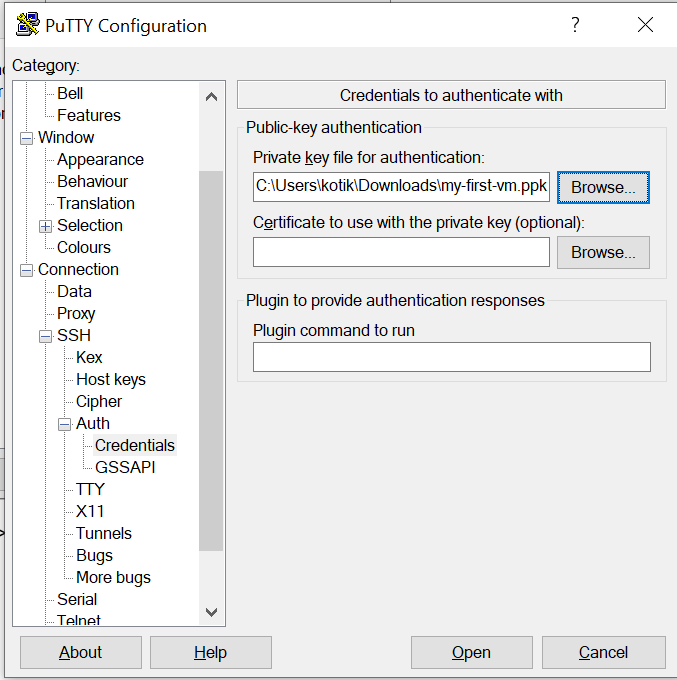 PuTTY Configuration
?
Category:
Bell
Features
Window
Appearance
Behaviour
Translation
Selection
Colours
Connection
Data
Proxy
SSH
Kex
Host keys
Cipher
Auth
Credentials
GSSAPI
TTY
X11
Tunnels
Bugs
More bugs
Serial
Telnet
Credentials to authenticate with
Public-key authentication
Private key file for authentication:
C:\Users\kotik\Downloads\my-first-vm.ppk
Browse...
Certificate to use with the private key (optional):
Browse...
Plugin to provide authentication responses
Plugin command to run
About
Help
Open
Cancel